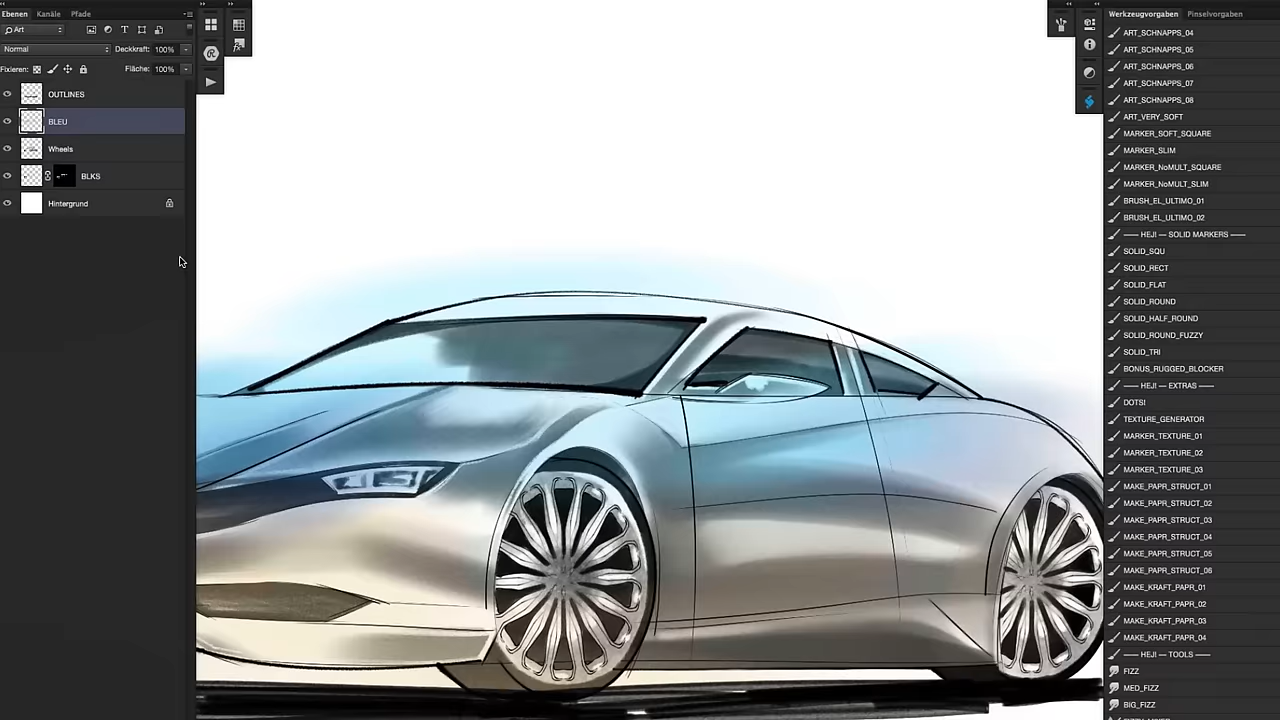 Ebenen Kanäle Pfade
Art
Normal Deckkraft: 100%
Fixieren: Fläche: 100%
OUTLINES
BLEU
Wheels
BLKS
Hintergrund
Werkzeugvorgaben Pinselvorgaben
ART_SCHNAPPS_04
ART_SCHNAPPS_05
ART_SCHNAPPS_06
ART_SCHNAPPS_07
ART_SCHNAPPS_08
ART_VERY_SOFT
MARKER_SOFT_SQUARE
MARKER_SLIM
MARKER_NoMULT_SQUARE
MARKER_NoMULT_SLIM
BRUSH_EL_ULTIMO_01
BRUSH_EL_ULTIMO_02
—— HEJ! — SOLID MARKERS ——
SOLID_SQU
SOLID_RECT
SOLID_FLAT
SOLID_ROUND
SOLID_HALF_ROUND
SOLID_ROUND_FUZZY
SOLID_TRI
BONUS_RUGGED_BLOCKER
—— HEJ! — EXTRAS ——
DOTS!
TEXTURE_GENERATOR
MARKER_TEXTURE_01
MARKER_TEXTURE_02
MARKER_TEXTURE_03
MAKE_PAPR_STRUCT_01
MAKE_PAPR_STRUCT_02
MAKE_PAPR_STRUCT_03
MAKE_PAPR_STRUCT_04
MAKE_PAPR_STRUCT_05
MAKE_PAPR_STRUCT_06
MAKE_KRAFT_PAPR_01
MAKE_KRAFT_PAPR_02
MAKE_KRAFT_PAPR_03
MAKE_KRAFT_PAPR_04
—— HEJ! — TOOLS ——
FIZZ
MED_FIZZ
BIG_FIZZ